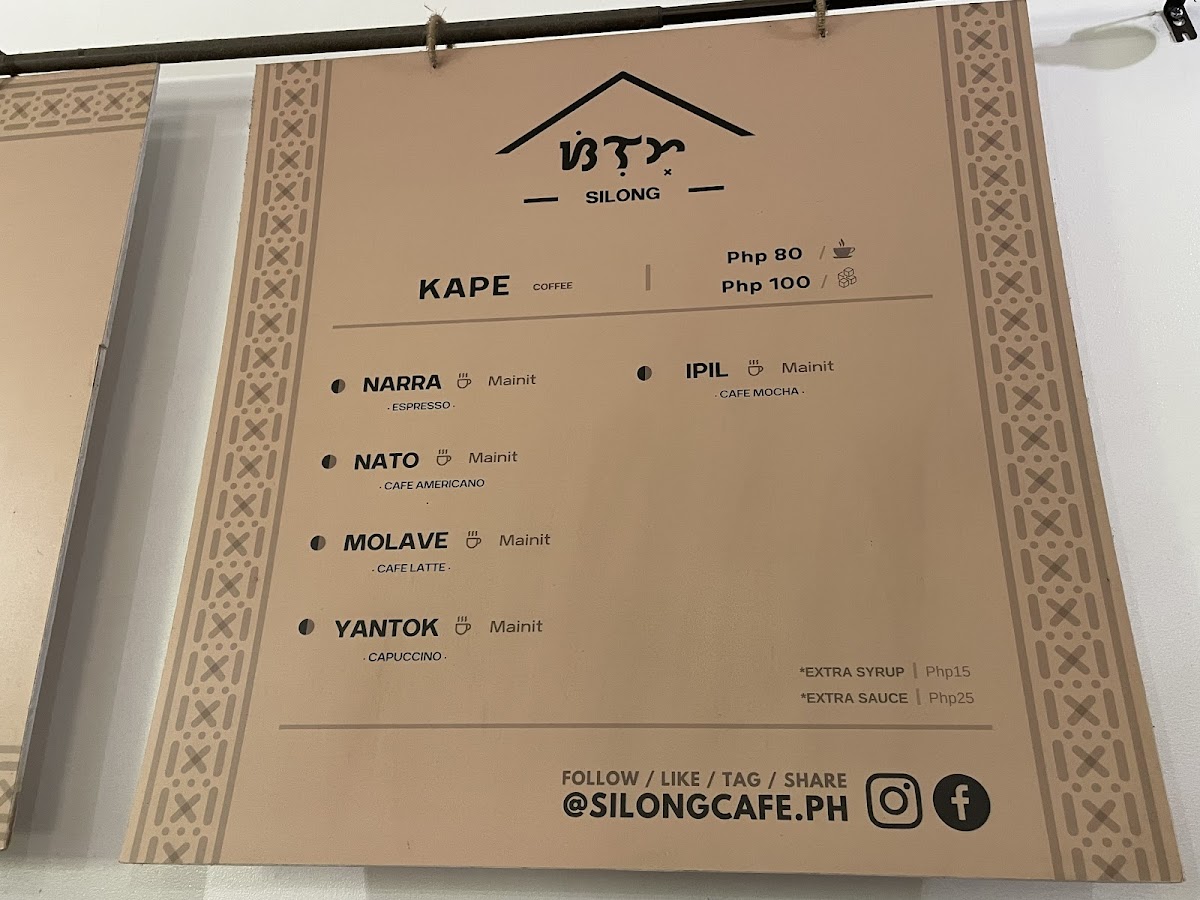 ᜐᜒᜎᜓᜅ᜔
SILONG
KAPE COFFEE | Php 80 /
Php 100 /
NARRA Mainit
· ESPRESSO ·
NATO Mainit
· CAFE AMERICANO
·
MOLAVE Mainit
· CAFE LATTE ·
YANTOK Mainit
· CAPUCCINO ·
IPIL Mainit
· CAFE MOCHA ·
*EXTRA SYRUP | Php15
*EXTRA SAUCE | Php25
FOLLOW / LIKE / TAG / SHARE
@SILONGCAFE.PH